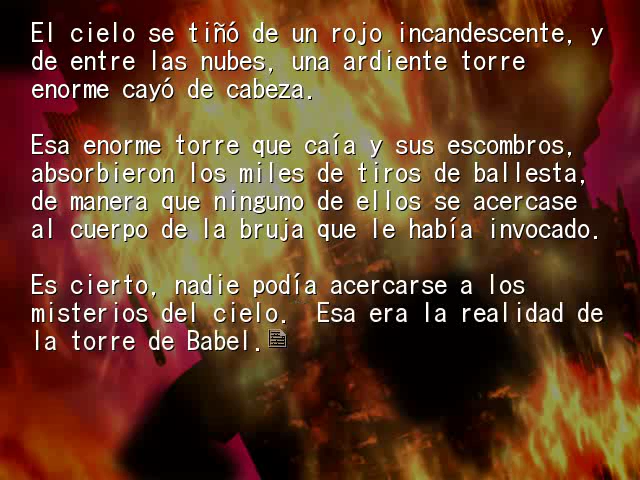 El cielo se tiñó de un rojo incandescente, y
de entre las nubes, una ardiente torre
enorme cayó de cabeza.
Esa enorme torre que caía y sus escombros,
absorbieron los miles de tiros de ballesta,
de manera que ninguno de ellos se acercase
al cuerpo de la bruja que le había invocado.
Es cierto, nadie podía acercarse a los
misterios del cielo.  Esa era la realidad de
la torre de Babel.